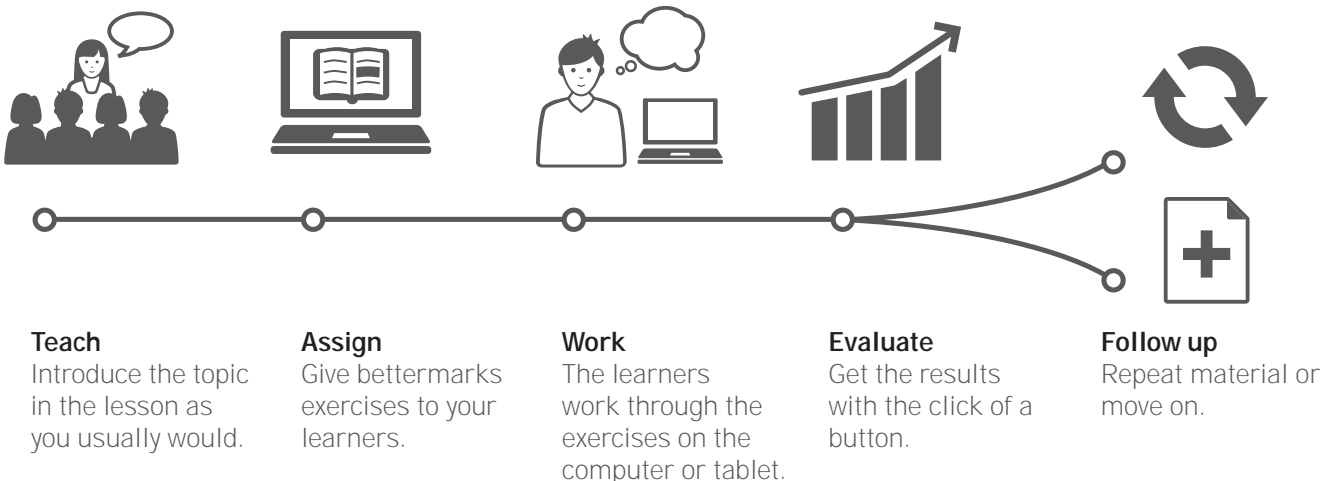 Teach
Introduce the topic
in the lesson as
you usually would.
Assign
Give bettermarks
exercises to your
learners.
Work
The learners
work through the
exercises on the
computer or tablet.
Evaluate
Get the results
with the click of a
button.
Follow up
Repeat material or
move on.